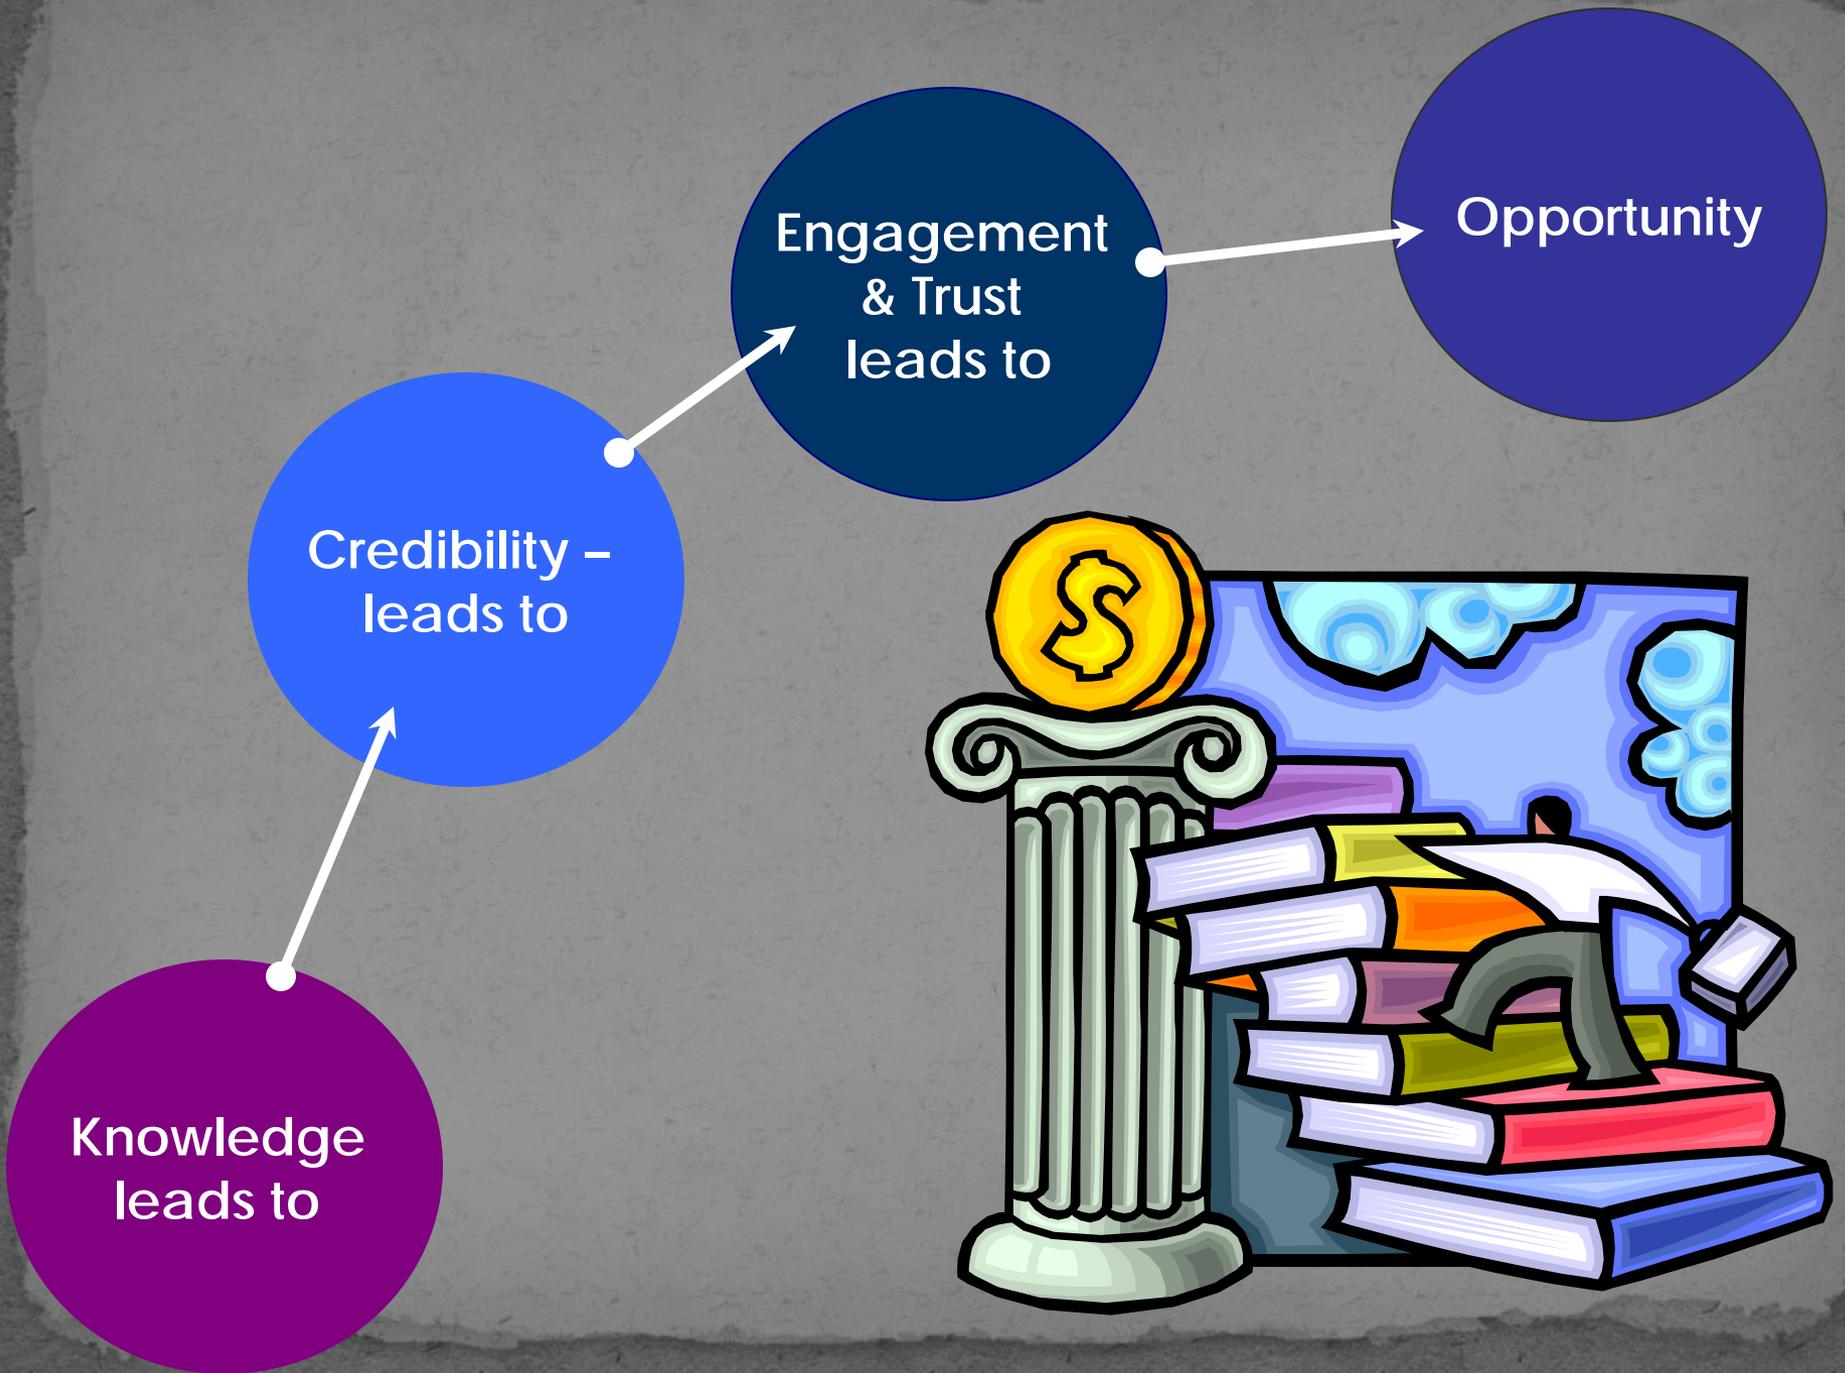 Knowledge
leads to
Credibility –
leads to
Engagement
& Trust
leads to
Opportunity
$